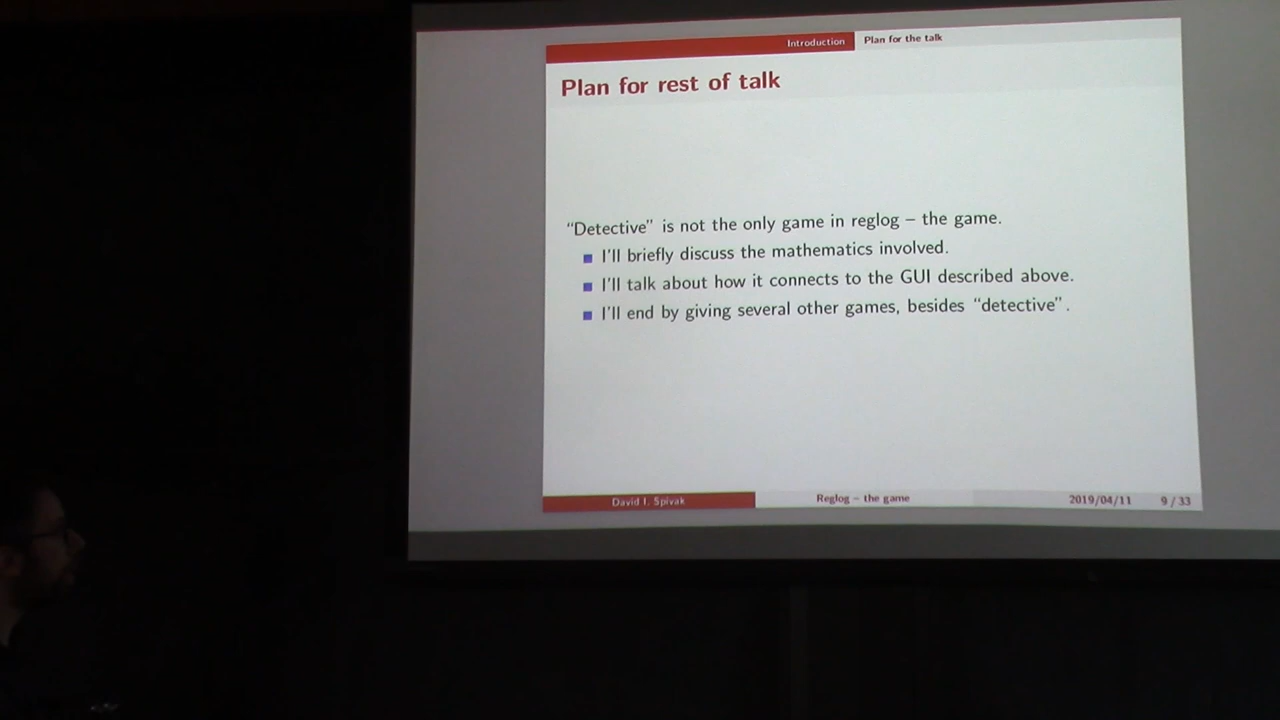 Introduction Plan for the talk
Plan for rest of talk
“Detective” is not the only game in reglog – the game.
I'll briefly discuss the mathematics involved.
I'll talk about how it connects to the GUI described above.
I'll end by giving several other games, besides “detective”.
David I. Spivak Reglog – the game 2019/04/11 9 / 33